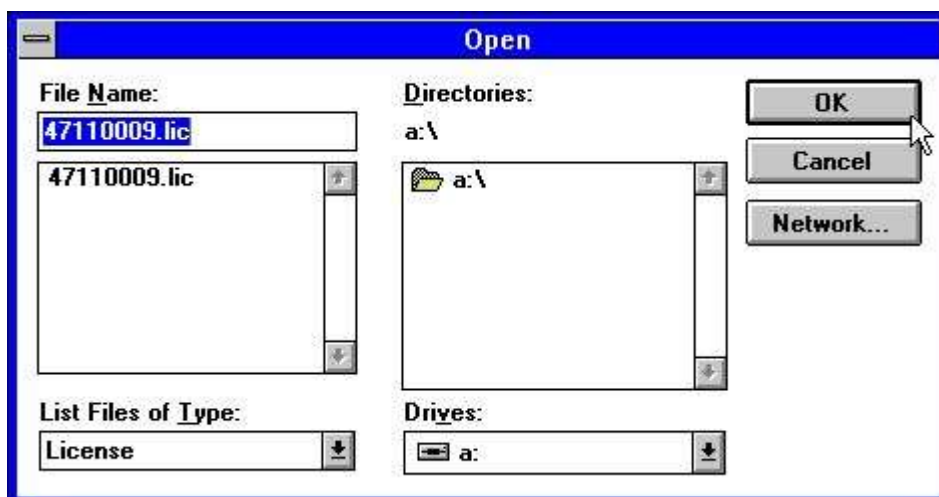 Open
File Name:
47110009.lic
47110009.lic
List Files of Type:
License
Directories:
a:\
a:\
Drives:
a:
OK
Cancel
Network...